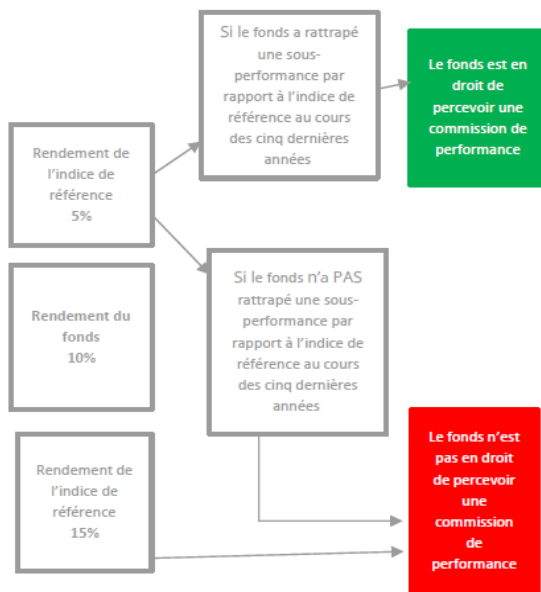 Si le fonds a rattrapé
une sous-
performance par
rapport à l'indice de
référence au cours
des cinq dernières
années
Le fonds est en
droit de
percevoir une
commission de
performance
Rendement de
l'indice de
référence
5%
Si le fonds n'a PAS
rattrapé une sous-
performance par
rapport à l'indice de
référence au cours
des cinq dernières
années
Rendement du
fonds
10%
Le fonds n'est
pas en droit
de percevoir
une
commission
de
performance
Rendement de
l'indice de
référence
15%